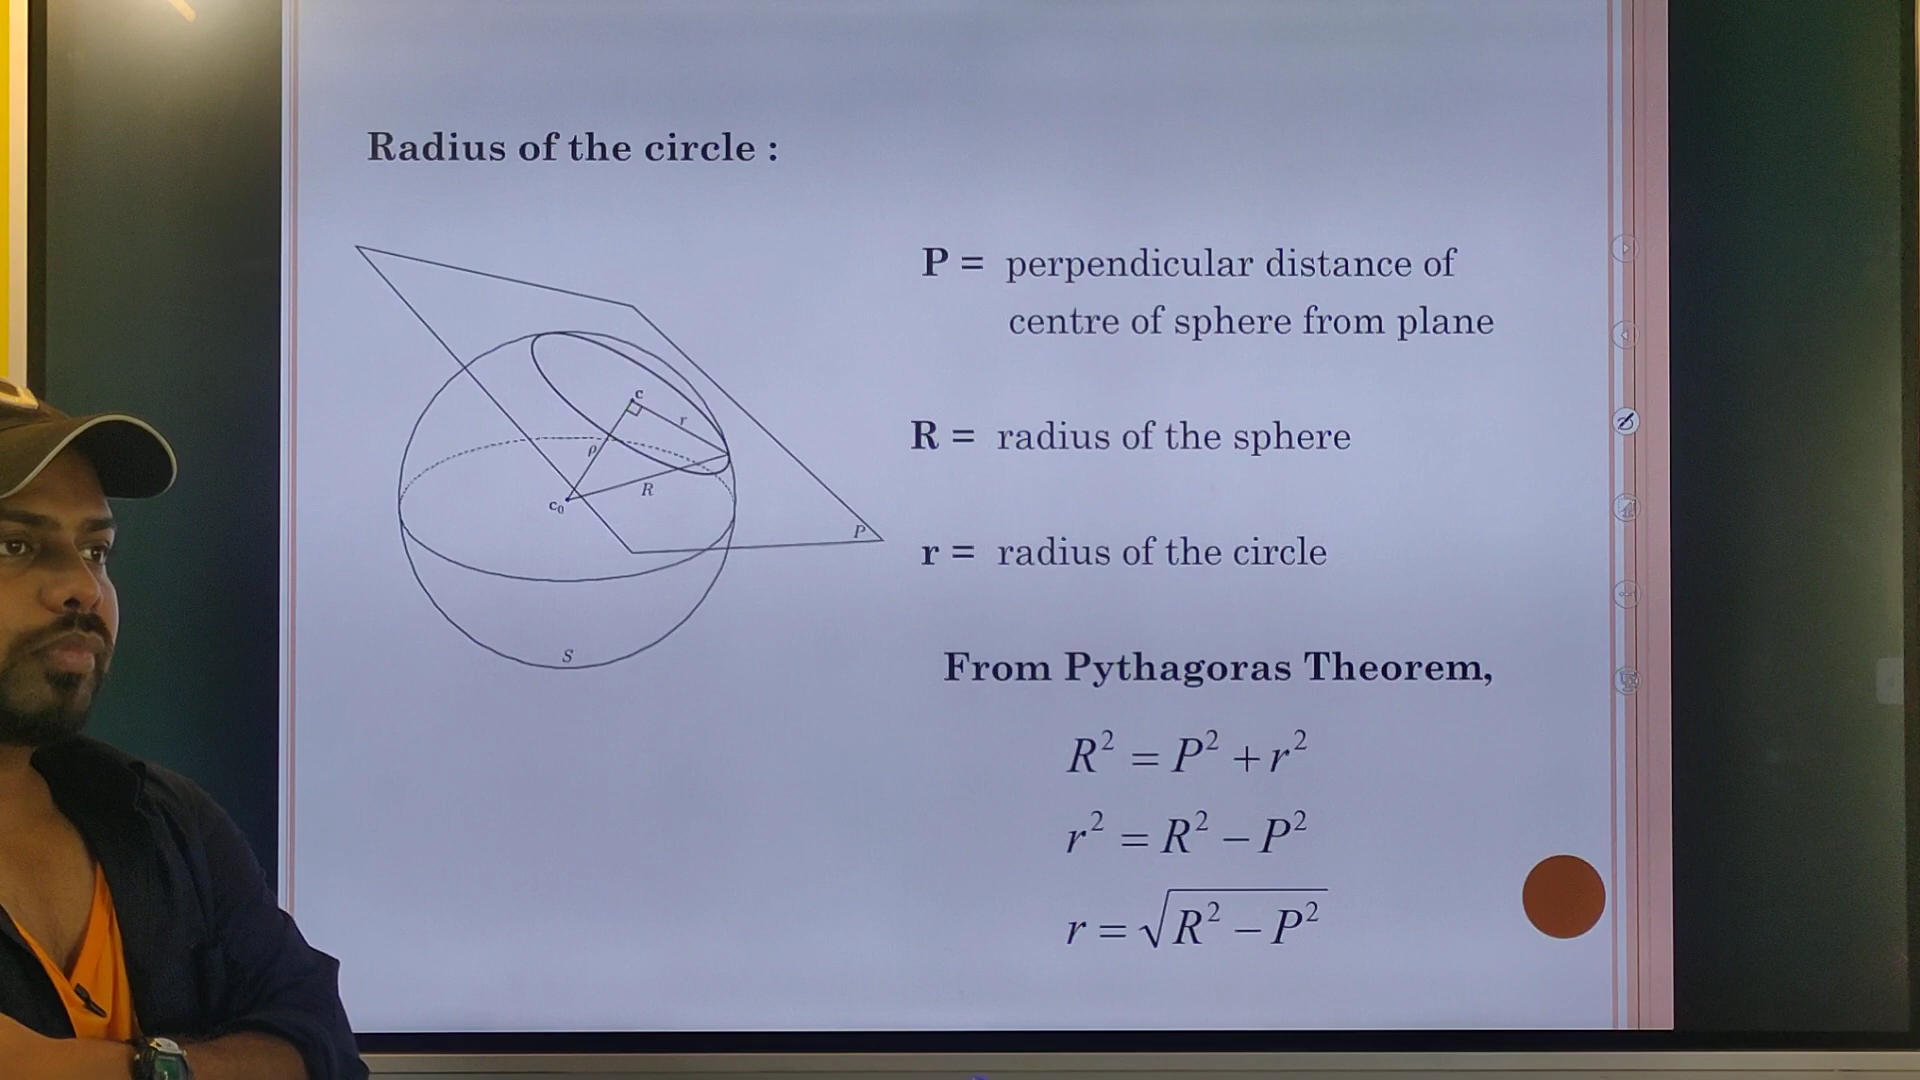 Radius of the circle :
P = perpendicular distance of
centre of sphere from plane
R = radius of the sphere
r = radius of the circle
From Pythagoras Theorem,
R² = P² + r²
r² = R² − P²
r = √R² − P²
c
r
ρ
R
c₀
P
S